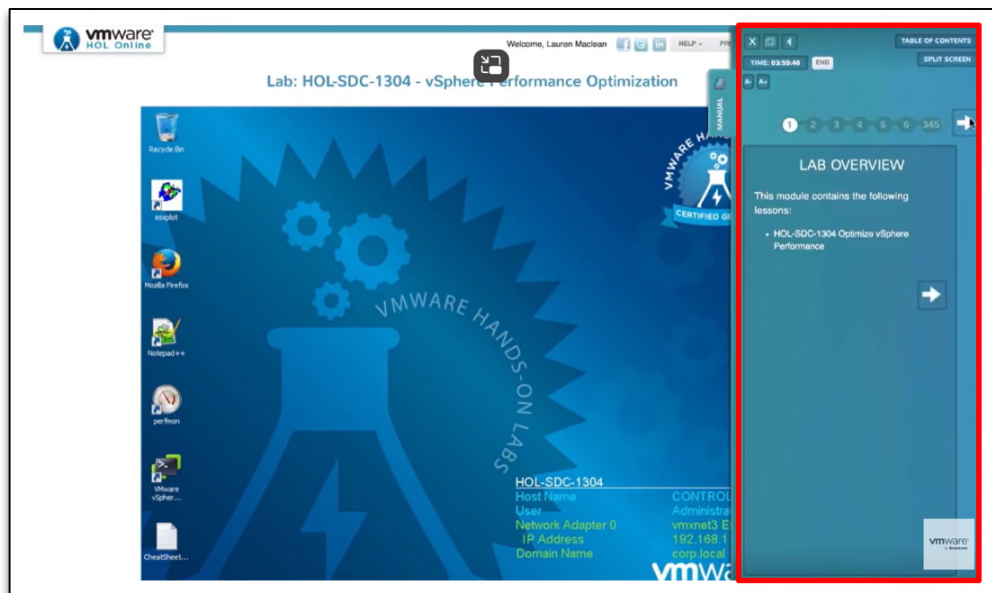 vmware
HOL Online
Welcome, Lauren Maclean
HELP
Lab: HOL-SDC-1304 - vSphere Performance Optimization
MANUAL
Recycle Bin
esxplot
Mozilla Firefox
Notepad++
perfmon
VMware
vSpher...
CheatSheet...
VMWARE HANDS-ON LABS
VMWARE
CERTIFIED
HOL-SDC-1304
Host Name CONTROL
User Administra
Network Adapter 0 vmxnet3 E
IP Address 192.168.1
Domain Name corp.local
vmwa
X
TABLE OF CONTENTS
TIME: 03:59:46 END SPLIT SCREEN
A- A+
1 2 3 4 5 6 345
LAB OVERVIEW
This module contains the following
lessons:
• HOL-SDC-1304 Optimize vSphere
Performance
vmware
by Broadcom